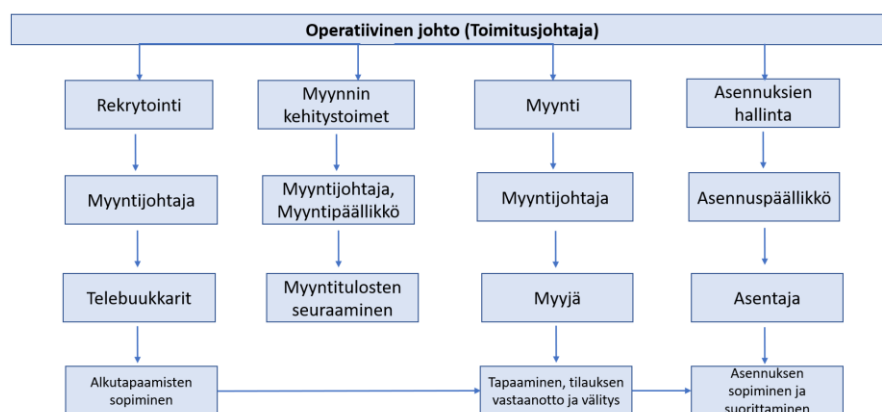 Operatiivinen johto (Toimitusjohtaja)
Rekrytointi
Myynnin
kehitystoimet
Myynti
Asennuksien
hallinta
Myyntijohtaja
Myyntijohtaja,
Myyntipäällikkö
Myyntijohtaja
Asennuspäällikkö
Telebuukkarit
Myyntitulosten
seuraaminen
Myyjä
Asentaja
Alkutapaamisten
sopiminen
Tapaaminen, tilauksen
vastaanotto ja välitys
Asennuksen
sopiminen ja
suorittaminen